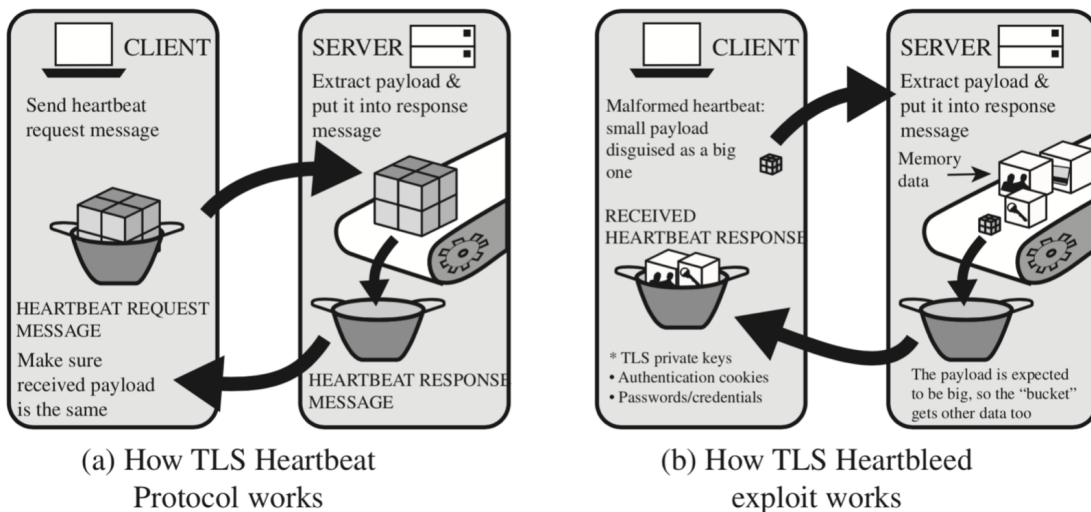 CLIENT
Send heartbeat
request message
HEARTBEAT REQUEST
MESSAGE
Make sure
received payload
is the same
SERVER
Extract payload &
put it into response
message
HEARTBEAT RESPONSE
MESSAGE
(a) How TLS Heartbeat
Protocol works
CLIENT
Malformed heartbeat:
small payload
disguised as a big
one
RECEIVED
HEARTBEAT RESPONSE
* TLS private keys
• Authentication cookies
• Passwords/credentials
SERVER
Extract payload &
put it into response
message
Memory
data
The payload is expected
to be big, so the “bucket”
gets other data too
(b) How TLS Heartbleed
exploit works